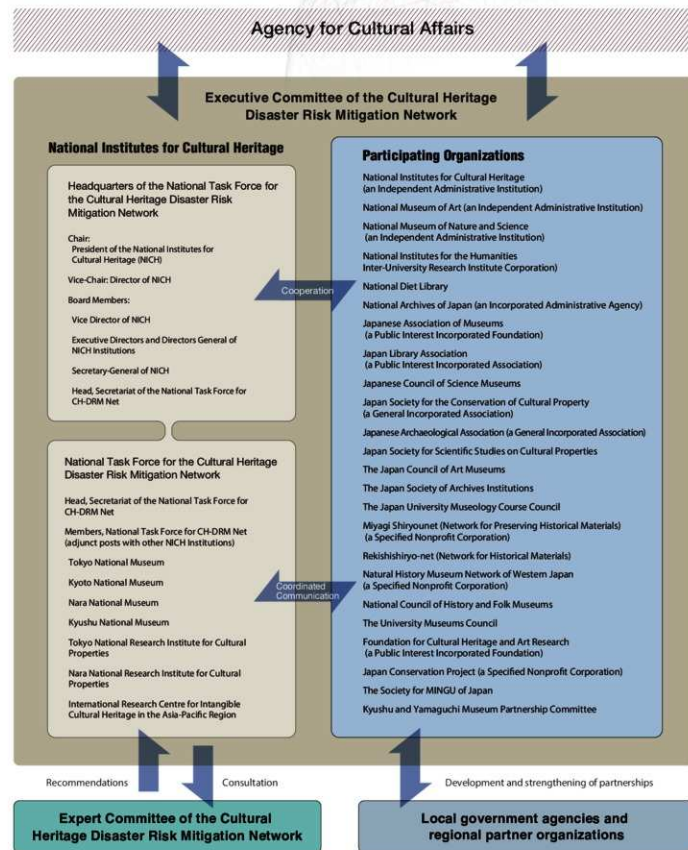 Agency for Cultural Affairs
Executive Committee of the Cultural Heritage
Disaster Risk Mitigation Network
National Institutes for Cultural Heritage
Headquarters of the National Task Force for
the Cultural Heritage Disaster Risk
Mitigation Network
Chair:
President of the National Institutes for
Cultural Heritage (NICH)
Vice-Chair: Director of NICH
Board Members:
Vice Director of NICH
Executive Directors and Directors General of
NICH Institutions
Secretary-General of NICH
Head, Secretariat of the National Task Force for
CH-DRM Net
National Task Force for the Cultural Heritage
Disaster Risk Mitigation Network
Head, Secretariat of the National Task Force for
CH-DRM Net
Members, National Task Force for CH-DRM Net
(adjunct posts with other NICH Institutions)
Tokyo National Museum
Kyoto National Museum
Nara National Museum
Kyushu National Museum
Tokyo National Research Institute for Cultural
Properties
Nara National Research Institute for Cultural
Properties
International Research Centre for Intangible
Cultural Heritage in the Asia-Pacific Region
Cooperation
Coordinated
Communication
Participating Organizations
National Institutes for Cultural Heritage
(an Independent Administrative Institution)
National Museum of Art (an Independent Administrative Institution)
National Museum of Nature and Science
(an Independent Administrative Institution)
National Institutes for the Humanities
Inter-University Research Institute Corporation)
National Diet Library
National Archives of Japan (an Incorporated Administrative Agency)
Japanese Association of Museums
(a Public Interest Incorporated Foundation)
Japan Library Association
(a Public Interest Incorporated Association)
Japanese Council of Science Museums
Japan Society for the Conservation of Cultural Property
(a General Incorporated Association)
Japanese Archaeological Association (a General Incorporated Association)
Japan Society for Scientific Studies on Cultural Properties
The Japan Council of Art Museums
The Japan Society of Archives Institutions
The Japan University Museology Course Council
Miyagi Shiryounet (Network for Preserving Historical Materials)
(a Specified Nonprofit Corporation)
Rekishishiryo-net (Network for Historical Materials)
Natural History Museum Network of Western Japan
(a Specified Nonprofit Corporation)
National Council of History and Folk Museums
The University Museums Council
Foundation for Cultural Heritage and Art Research
(a Public Interest Incorporated Foundation)
Japan Conservation Project (a Specified Nonprofit Corporation)
The Society for MINGU of Japan
Kyushu and Yamaguchi Museum Partnership Committee
Recommendations
Consultation
Development and strengthening of partnerships
Expert Committee of the Cultural
Heritage Disaster Risk Mitigation Network
Local government agencies and
regional partner organizations